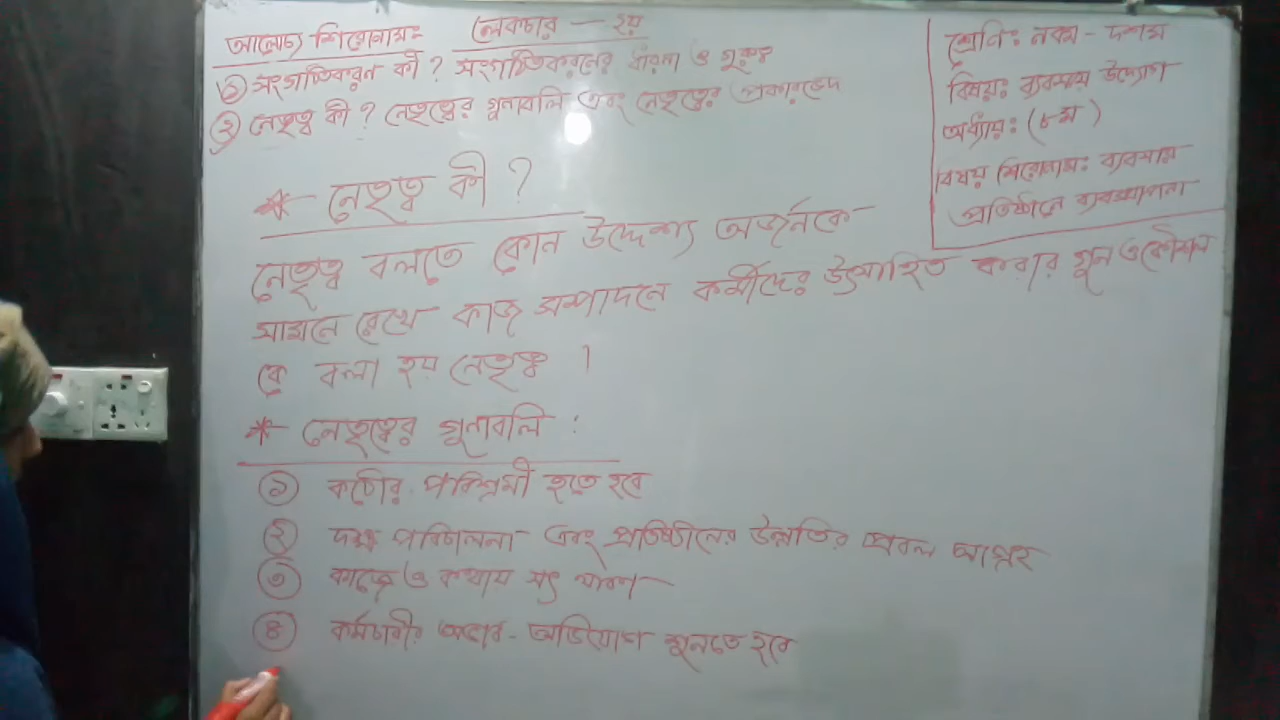 আলোচ্য শিরোনামঃ লেকচার — ২য়
১ সংগঠিতকরণ কী? সংগঠিতকরনের ধারনা ও গুরুত্ব
২ নেতৃত্ব কী? নেতৃত্বের গুনাবলি এবং নেতৃত্বের প্রকারভেদ
শ্রেণিঃ নবম - দশম
বিষয়ঃ ব্যবসায় উদ্যোগ
অধ্যায়ঃ (৮ম)
বিষয় শিরোনামঃ ব্যবসায়
প্রতিষ্ঠানে ব্যবস্থাপনা
* নেতৃত্ব কী?
নেতৃত্ব বলতে কোন উদ্দেশ্য অর্জনকে
সামনে রেখে কাজ সম্পাদনে কর্মীদের উৎসাহিত করার গুন ও কৌশল
কে বলা হয় নেতৃত্ব।
* নেতৃত্বের গুনাবলি :
১ কঠোর পরিশ্রমী হতে হবে
২ দক্ষ পরিচালনা এবং প্রতিষ্ঠানের উন্নতির প্রবল আগ্রহ
৩ কাজে ও কথায় সৎ থাকা
৪ কর্মচারীর অভাব - অভিযোগ শুনতে হবে